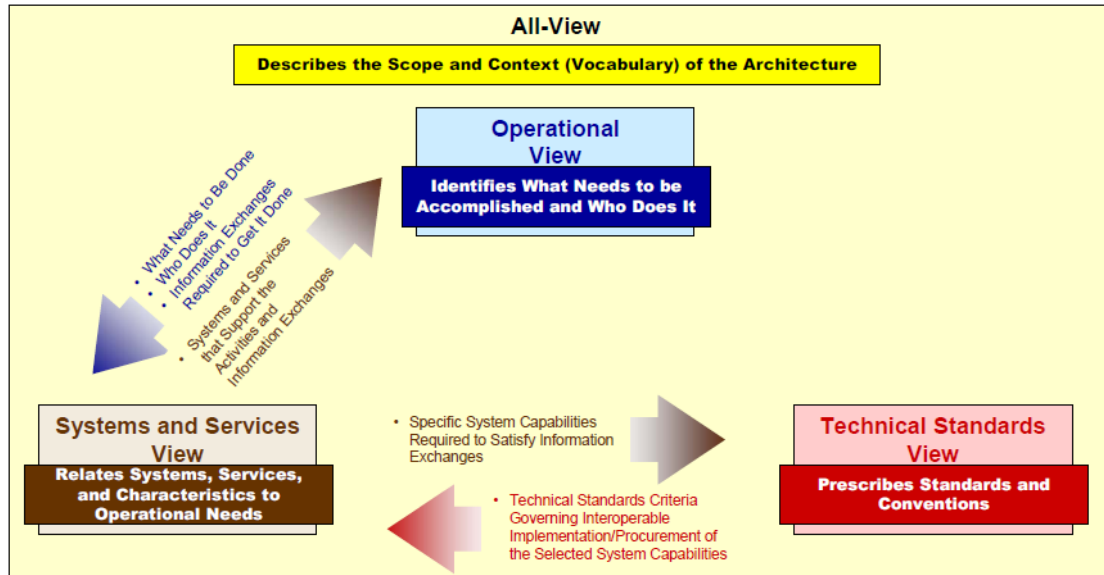 All-View
Describes the Scope and Context (Vocabulary) of the Architecture
Operational
View
Identifies What Needs to be
Accomplished and Who Does It
• What Needs to Be Done
• Who Does It
• Information Exchanges
Required to Get It Done
• Systems and Services
that Support the
Activities and
Information Exchanges
Systems and Services
View
Relates Systems, Services,
and Characteristics to
Operational Needs
• Specific System Capabilities
Required to Satisfy Information
Exchanges
• Technical Standards Criteria
Governing Interoperable
Implementation/Procurement of
the Selected System Capabilities
Technical Standards
View
Prescribes Standards and
Conventions